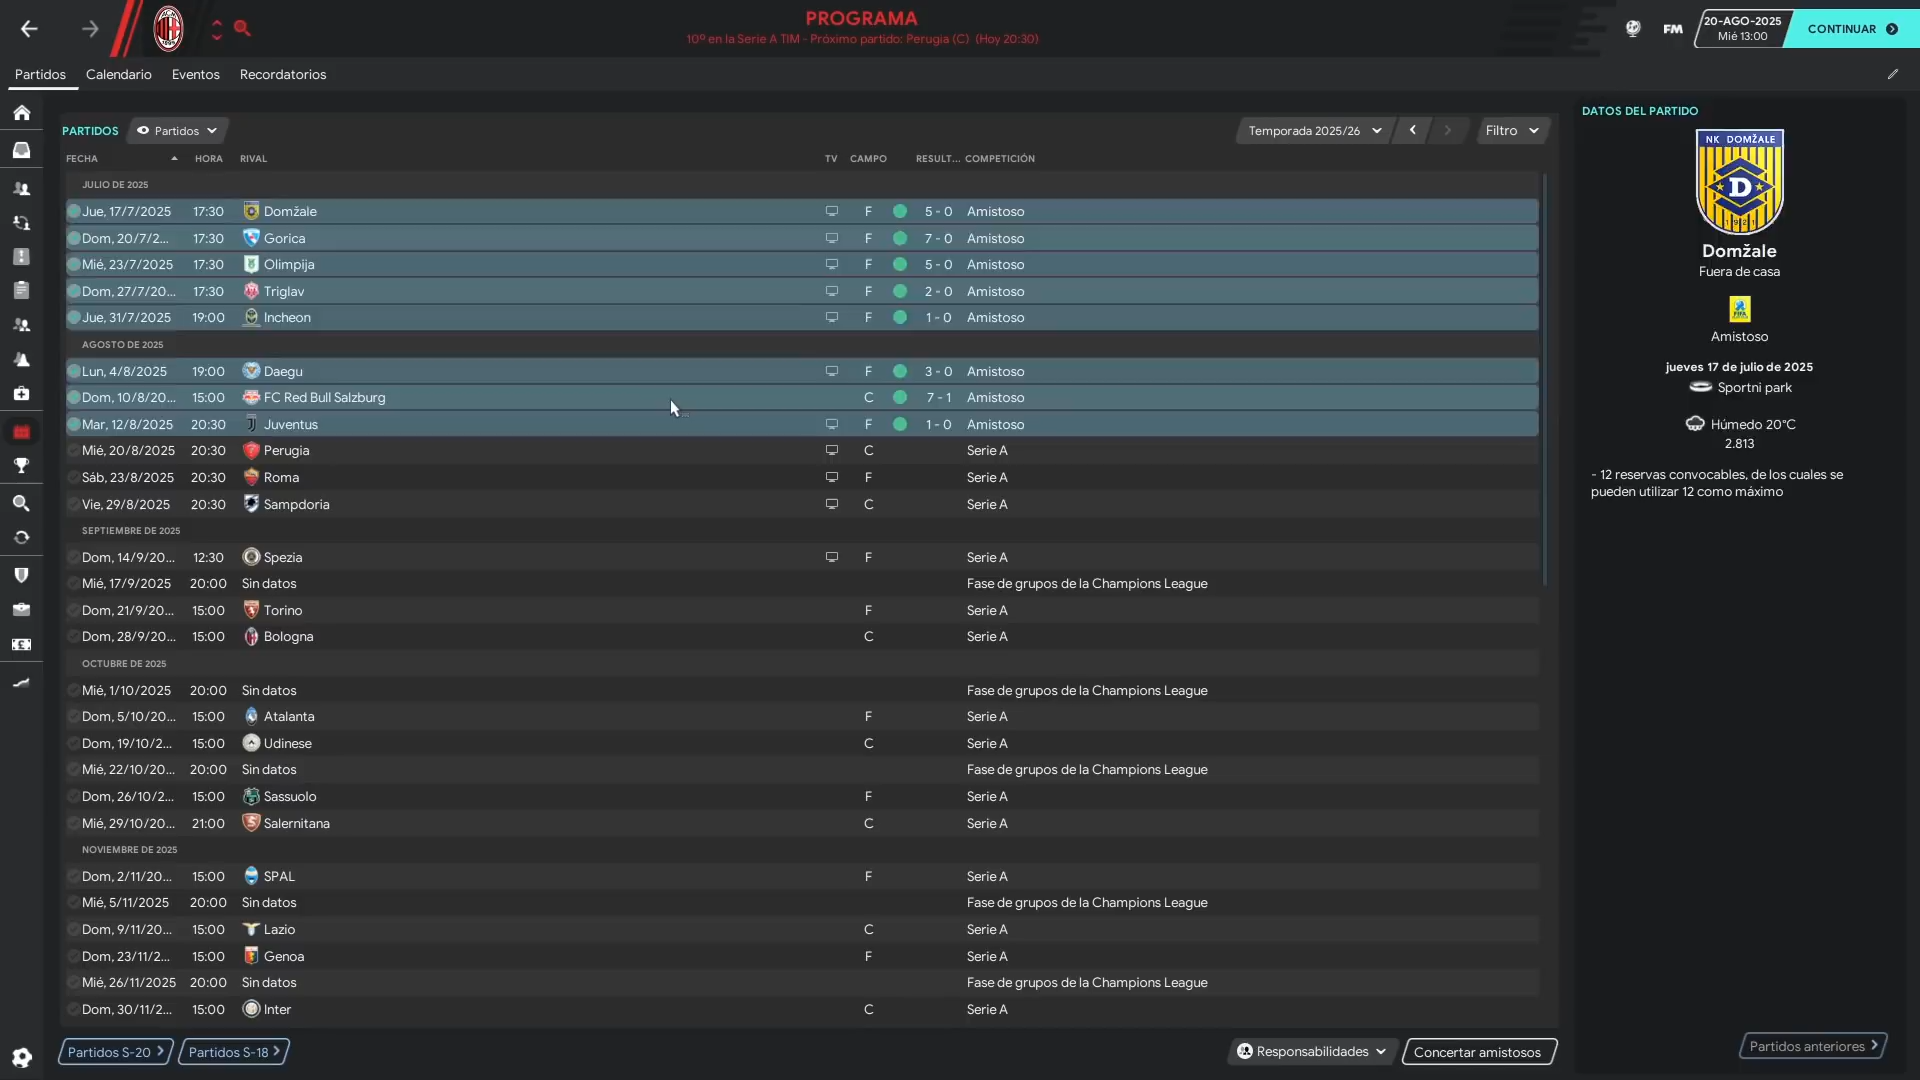 PROGRAMA
10º en la Serie A TIM - Próximo partido: Perugia (C) (Hoy 20:30)
FM
20-AGO-2025
Mié 13:00
CONTINUAR
Partidos Calendario Eventos Recordatorios
PARTIDOS Partidos
Temporada 2025/26
Filtro
FECHA HORA RIVAL TV CAMPO RESULT... COMPETICIÓN
JULIO DE 2025
Jue, 17/7/2025 17:30 Domžale F 5 - 0 Amistoso
Dom, 20/7/2... 17:30 Gorica F 7 - 0 Amistoso
Mié, 23/7/2025 17:30 Olimpija F 5 - 0 Amistoso
Dom, 27/7/20... 17:30 Triglav F 2 - 0 Amistoso
Jue, 31/7/2025 19:00 Incheon F 1 - 0 Amistoso
AGOSTO DE 2025
Lun, 4/8/2025 19:00 Daegu F 3 - 0 Amistoso
Dom, 10/8/20... 15:00 FC Red Bull Salzburg C 7 - 1 Amistoso
Mar, 12/8/2025 20:30 Juventus F 1 - 0 Amistoso
Mié, 20/8/2025 20:30 Perugia C Serie A
Sáb, 23/8/2025 20:30 Roma F Serie A
Vie, 29/8/2025 20:30 Sampdoria C Serie A
SEPTIEMBRE DE 2025
Dom, 14/9/20... 12:30 Spezia F Serie A
Mié, 17/9/2025 20:00 Sin datos Fase de grupos de la Champions League
Dom, 21/9/20... 15:00 Torino F Serie A
Dom, 28/9/20... 15:00 Bologna C Serie A
OCTUBRE DE 2025
Mié, 1/10/2025 20:00 Sin datos Fase de grupos de la Champions League
Dom, 5/10/20... 15:00 Atalanta F Serie A
Dom, 19/10/2... 15:00 Udinese C Serie A
Mié, 22/10/20... 20:00 Sin datos Fase de grupos de la Champions League
Dom, 26/10/2... 15:00 Sassuolo F Serie A
Mié, 29/10/20... 21:00 Salernitana C Serie A
NOVIEMBRE DE 2025
Dom, 2/11/20... 15:00 SPAL F Serie A
Mié, 5/11/2025 20:00 Sin datos Fase de grupos de la Champions League
Dom, 9/11/20... 15:00 Lazio C Serie A
Dom, 23/11/2... 15:00 Genoa F Serie A
Mié, 26/11/2025 20:00 Sin datos Fase de grupos de la Champions League
Dom, 30/11/2... 15:00 Inter C Serie A
Partidos S-20 Partidos S-18
Responsabilidades
Concertar amistosos
DATOS DEL PARTIDO
NK DOMŽALE
D
1921
Domžale
Fuera de casa
FIFA
Amistoso
jueves 17 de julio de 2025
Sportni park
Húmedo 20°C
2.813
- 12 reservas convocables, de los cuales se
pueden utilizar 12 como máximo
Partidos anteriores